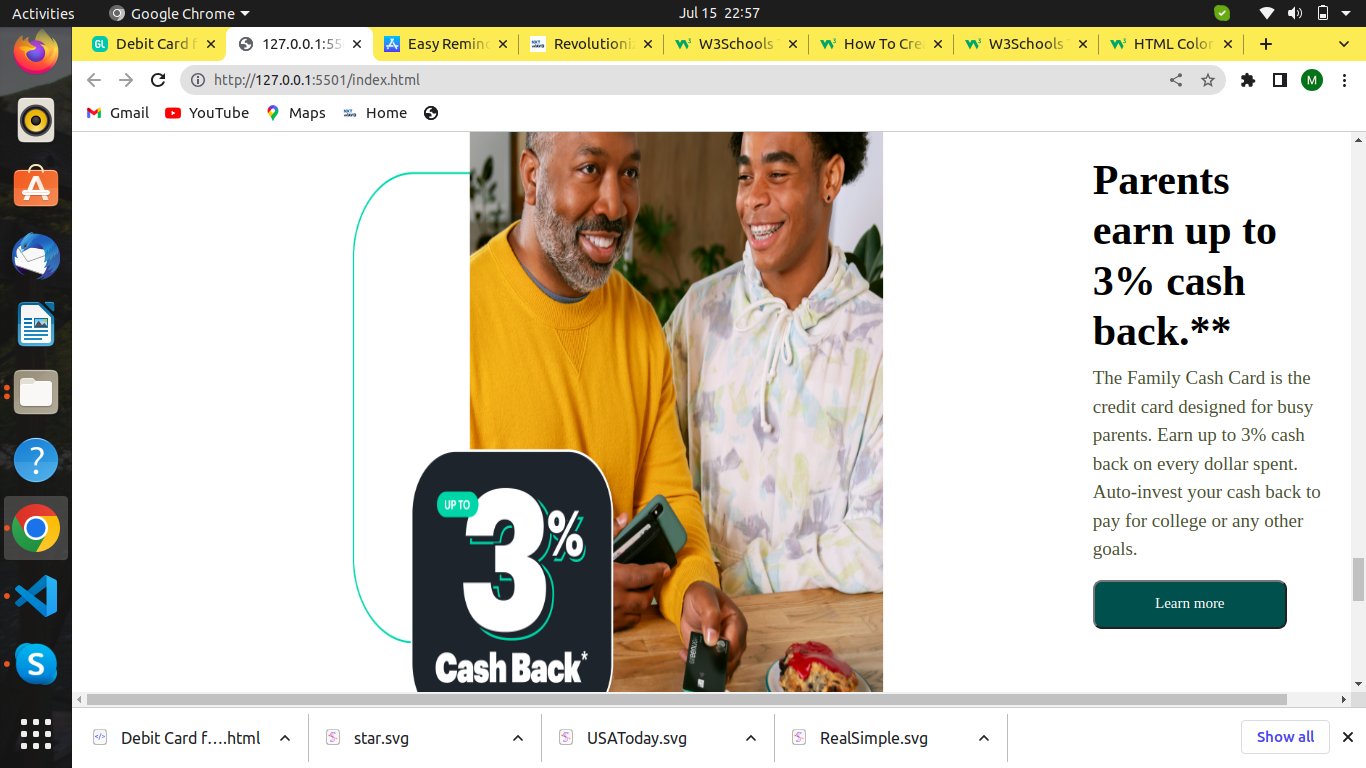 Activities
Google Chrome
Jul 15 22:57
GL
Debit Card f
127.0.0.1:55
Easy Remin
Revolutioni
W3Schools
How To Cre
W3Schools
HTML Color
http://127.0.0.1:5501/index.html
M
Gmail
YouTube
Maps
Home
Parents
earn up to
3% cash
back.**
The Family Cash Card is the
credit card designed for busy
parents. Earn up to 3% cash
back on every dollar spent.
Auto-invest your cash back to
pay for college or any other
goals.
Learn more
UP TO
3%
Cash Back*
Debit Card f....html
star.svg
USAToday.svg
RealSimple.svg
Show all